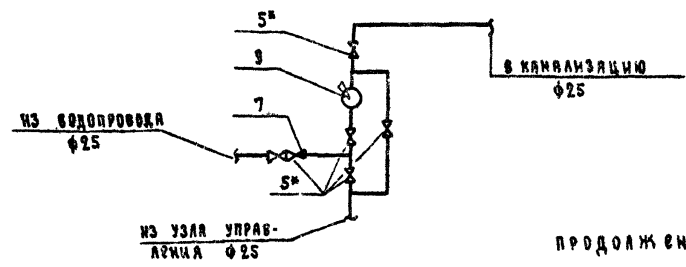 5*
9
7
В КАНАЛИЗАЦИЮ
ф25
ИЗ ВОДОПРОВОДА
ф25
5*
ИЗ УЗЛА УПРАВ-
ЛЕНИЯ ф25
ПРОДОЛЖЕН